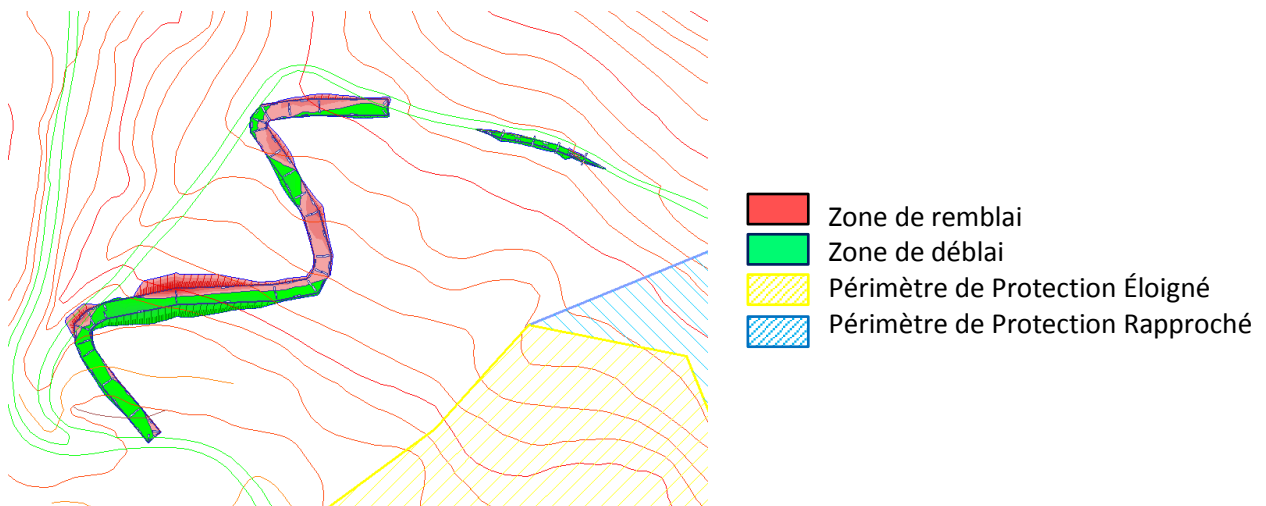 Zone de remblai
Zone de déblai
Périmètre de Protection Éloigné
Périmètre de Protection Rapproché